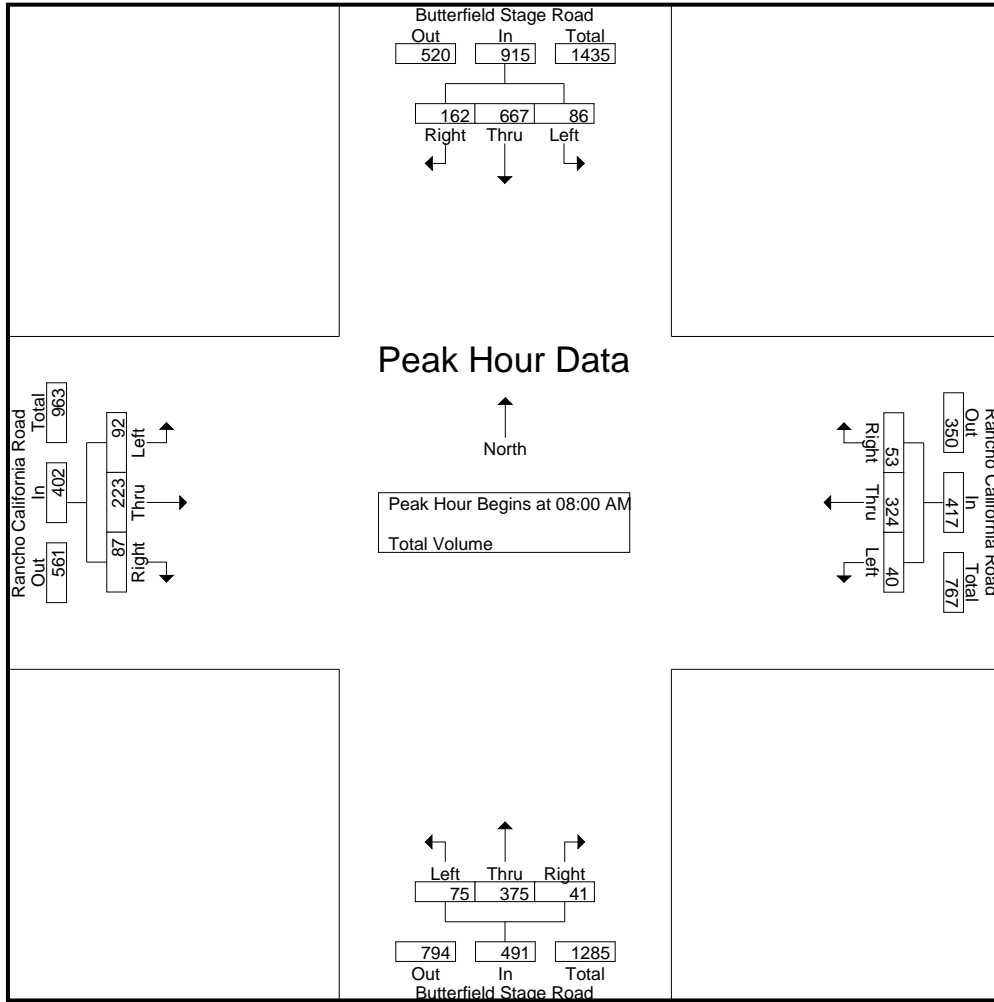 Butterfield Stage Road
Out In Total
520 915 1435
162 667 86
Right Thru Left
Peak Hour Data
North
Peak Hour Begins at 08:00 AM
Total Volume
Rancho California Road
Total In Out
963 402 561
92 223 87
Left Thru Right
Rancho California Road
Out In Total
350 417 767
53 324 40
Right Thru Left
Left Thru Right
75 375 41
794 491 1285
Out In Total
Butterfield Stage Road